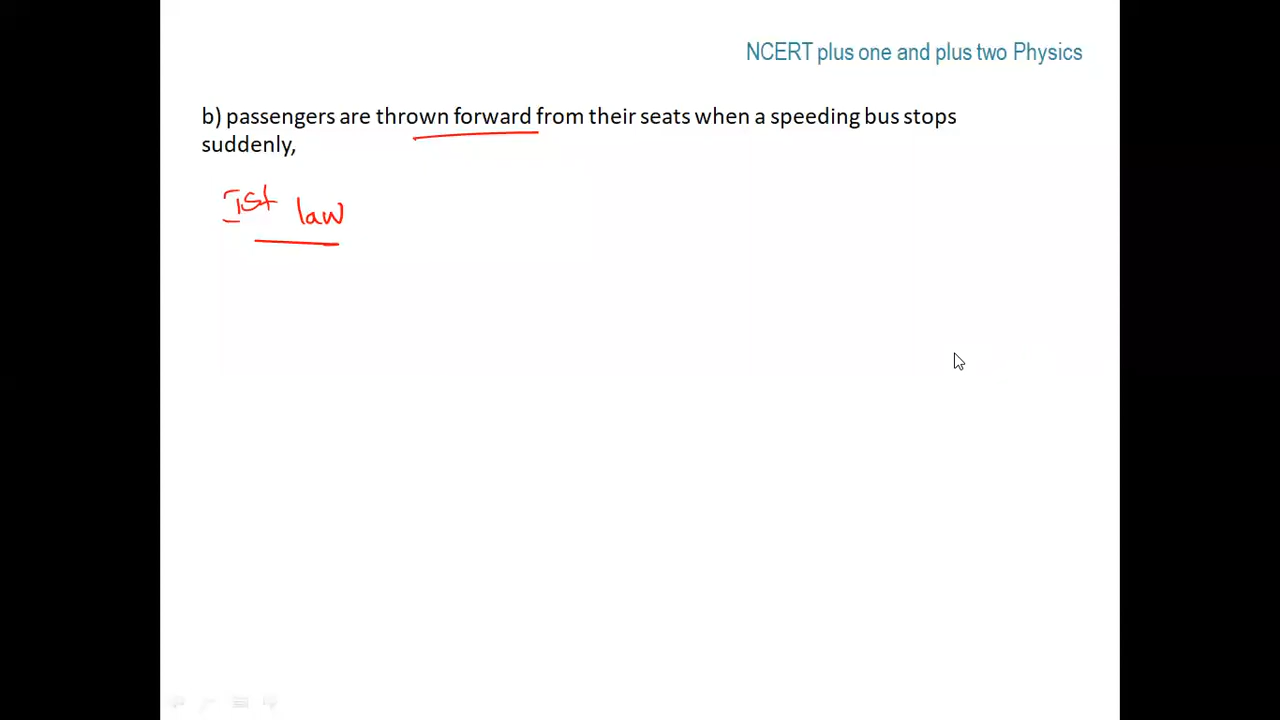 NCERT plus one and plus two Physics
b) passengers are thrown forward from their seats when a speeding bus stops
suddenly,
Ist law